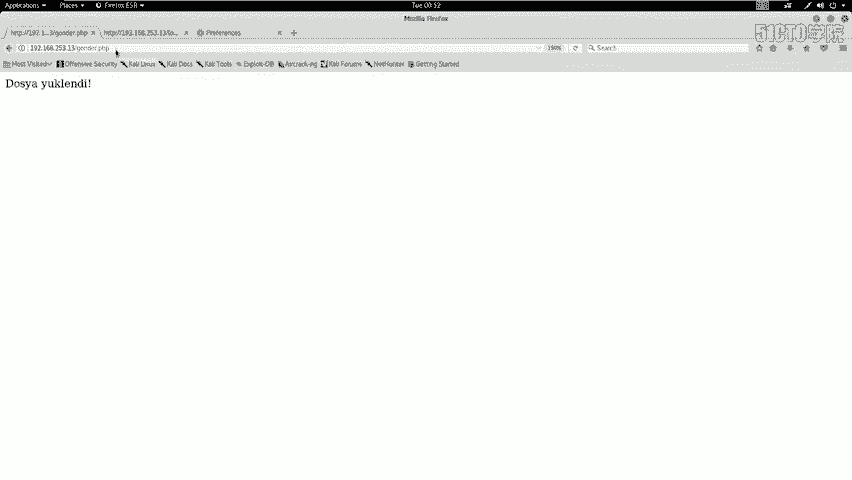 Applications ▾ Places ▾ Firefox ESR ▾ Tue 03:52
Mozilla Firefox
51CTO学院
http://192.1...3/gonder.php × http://192.168.253.13/lo... × Preferences × +
192.168.253.13/gonder.php 190% Search
Most Visited Offensive Security Kali Linux Kali Docs Kali Tools Exploit-DB Aircrack-ng Kali Forums NetHunter Getting Started
Dosya yuklendi!